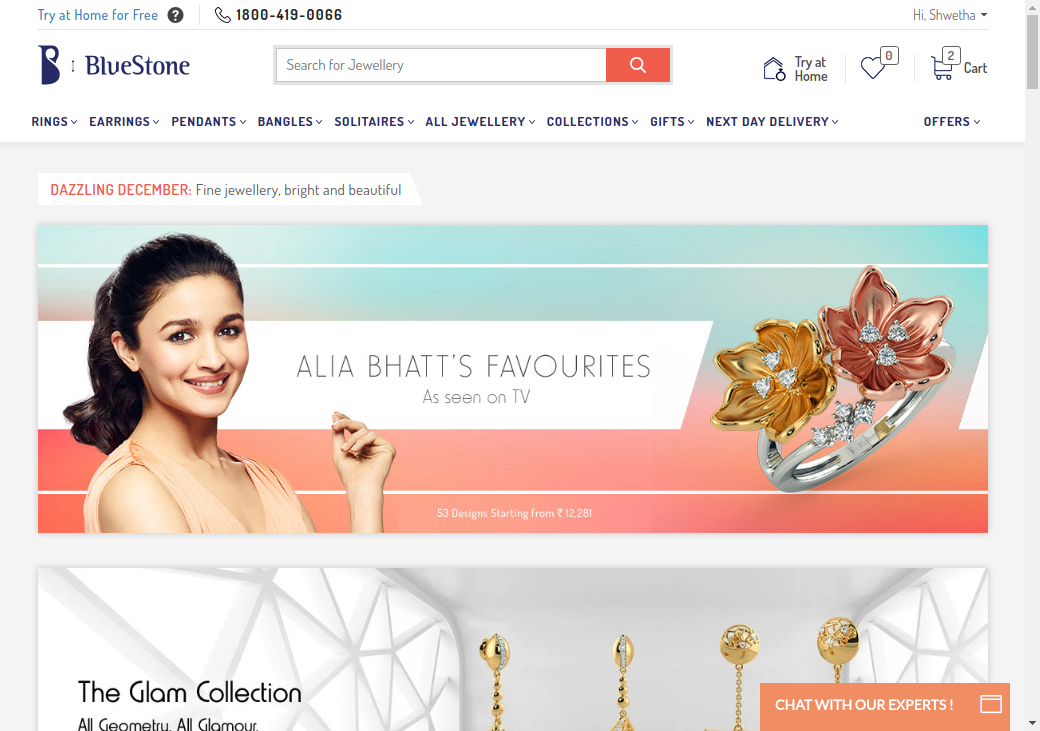 Try at Home for Free ? 1800-419-0066 Hi, Shwetha
BlueStone
Search for Jewellery
Try at
Home
0
2
Cart
RINGS EARRINGS PENDANTS BANGLES SOLITAIRES ALL JEWELLERY COLLECTIONS GIFTS NEXT DAY DELIVERY OFFERS
DAZZLING DECEMBER: Fine jewellery, bright and beautiful
ALIA BHATT'S FAVOURITES
As seen on TV
53 Designs Starting from ₹ 12,281
The Glam Collection
All Geometry. All Glamour.
CHAT WITH OUR EXPERTS !